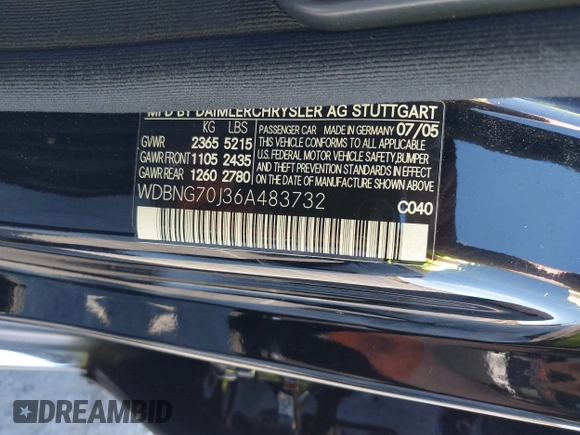 MFD BY DAIMLERCHRYSLER AG STUTTGART
KG LBS
GVWR 2365 5215
GAWR FRONT 1105 2435
GAWR REAR 1260 2780
PASSENGER CAR MADE IN GERMANY 07/05
THIS VEHICLE CONFORMS TO ALL APPLICABLE
U.S. FEDERAL MOTOR VEHICLE SAFETY, BUMPER
AND THEFT PREVENTION STANDARDS IN EFFECT
ON THE DATE OF MANUFACTURE SHOWN ABOVE.
WDBNG70J36A483732
C040
DREAMBID